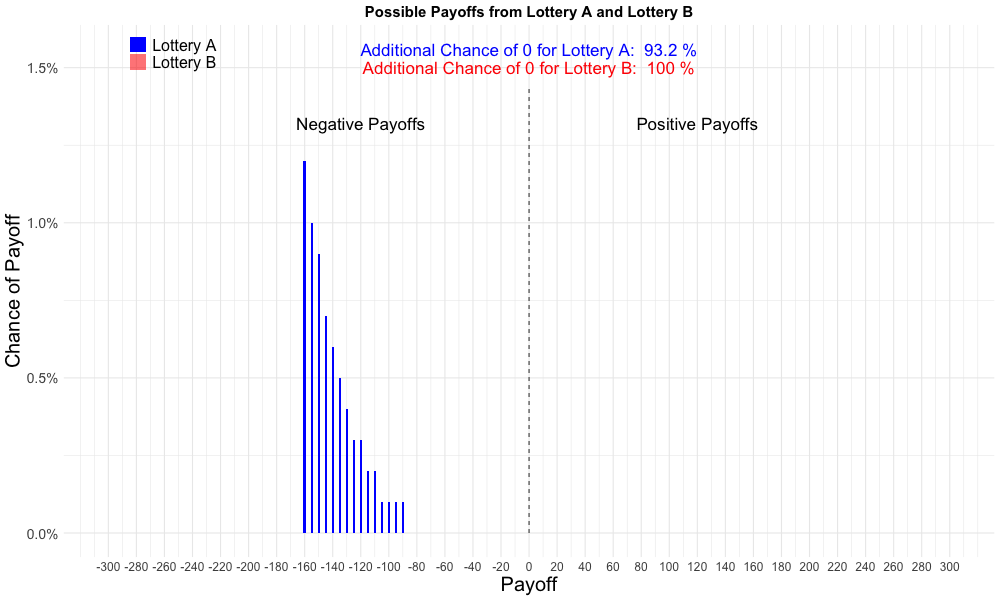 Possible Payoffs from Lottery A and Lottery B
Lottery A
Lottery B
Additional Chance of 0 for Lottery A:  93.2 %
Additional Chance of 0 for Lottery B:  100 %
Negative Payoffs
Positive Payoffs
Chance of Payoff
1.5%
1.0%
0.5%
0.0%
-300 -280 -260 -240 -220 -200 -180 -160 -140 -120 -100 -80 -60 -40 -20 0 20 40 60 80 100 120 140 160 180 200 220 240 260 280 300
Payoff